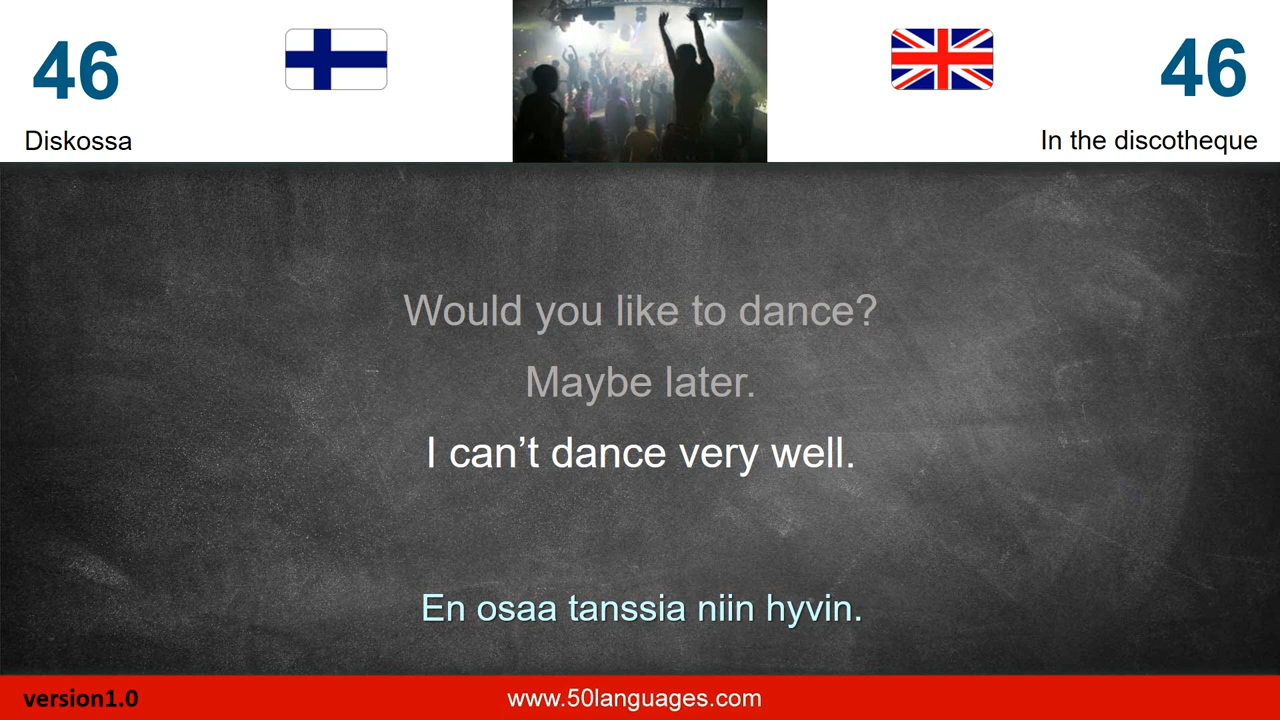 46
46
Diskossa
In the discotheque
Would you like to dance?
Maybe later.
I can’t dance very well.
En osaa tanssia niin hyvin.
version1.0
www.50languages.com